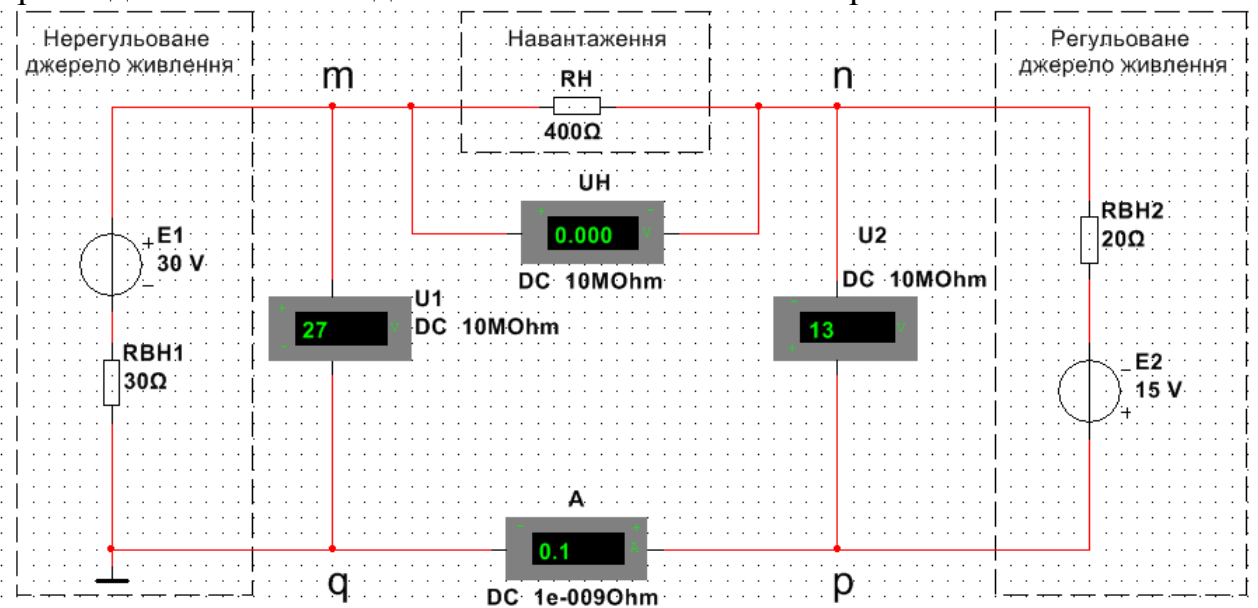 Нерегульоване
джерело живлення
Навантаження
Регульоване
джерело живлення
m
n
RH
400Ω
UH
0.000
V
DC 10MOhm
RBH2
20Ω
E1
30 V
U2
DC 10MOhm
U1
DC 10MOhm
27
V
13
V
RBH1
30Ω
E2
15 V
A
0.1
A
DC 1e-009Ohm
q
p